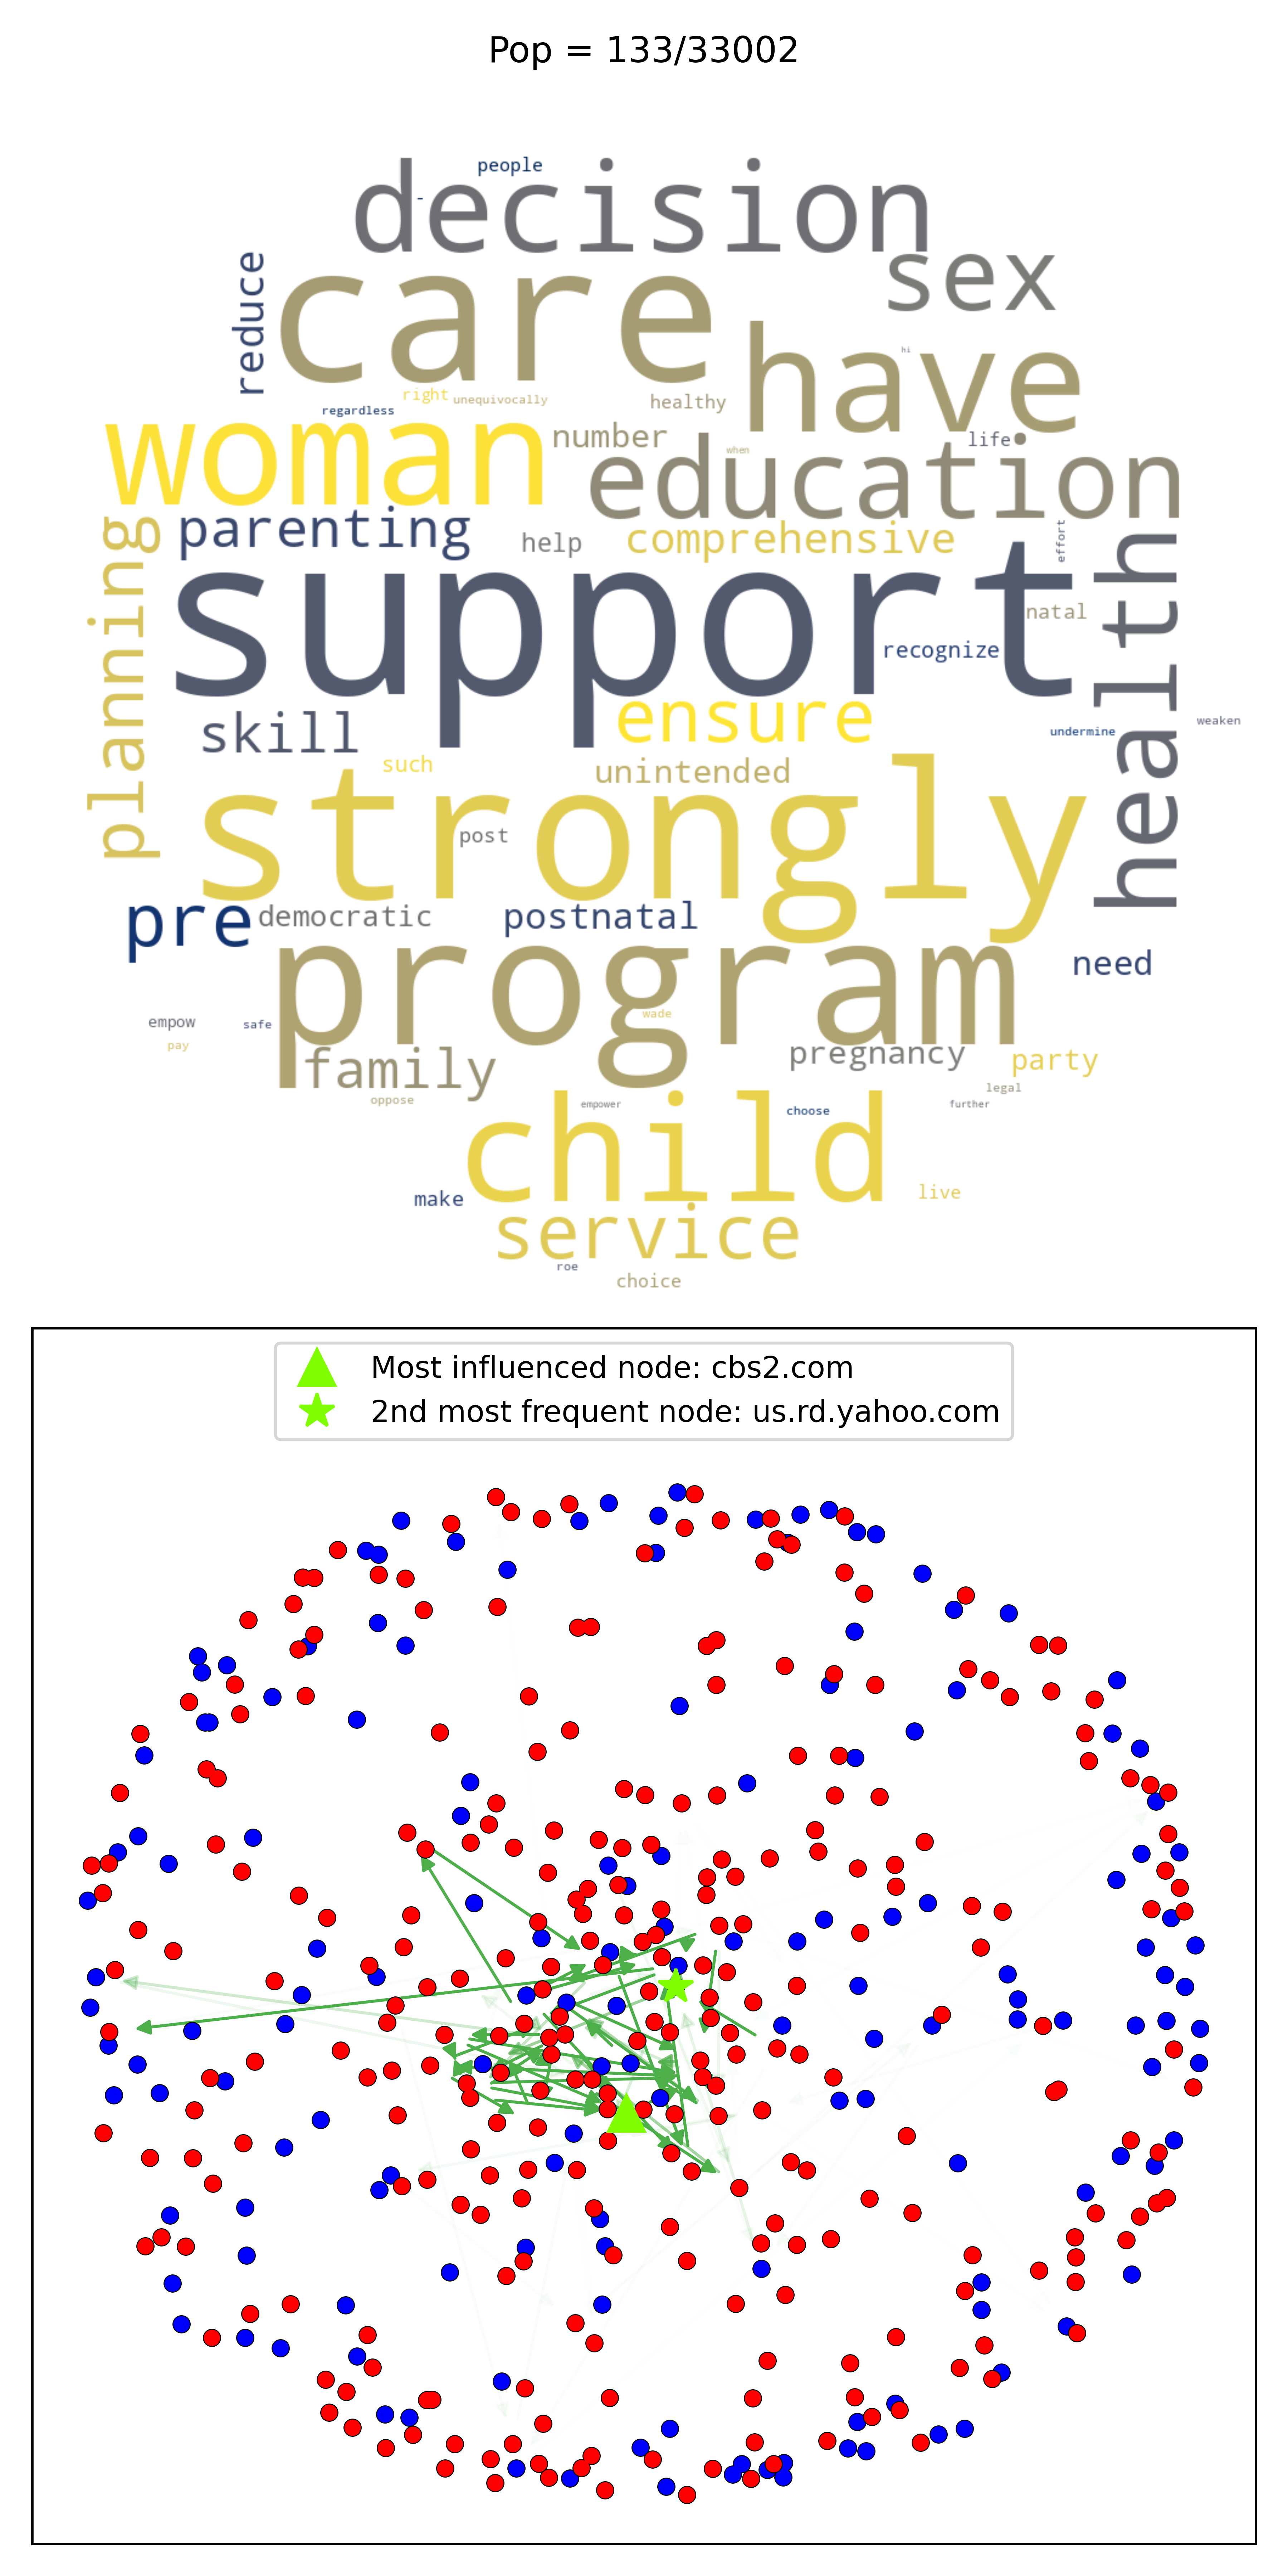 Pop = 133/33002
people
decision
-
sex
reduce
care
have
hi
right
unequivocally
healthy
regardless
woman
number
life
when
education
parenting
help
comprehensive
effort
planning
support
natal
health
recognize
skill
ensure
undermine
weaken
such
unintended
strongly
post
pre
democratic
postnatal
need
program
empow
safe
wade
pay
family
pregnancy
party
legal
oppose
empower
choose
further
child
make
live
service
roe
choice
Most influenced node: cbs2.com
2nd most frequent node: us.rd.yahoo.com